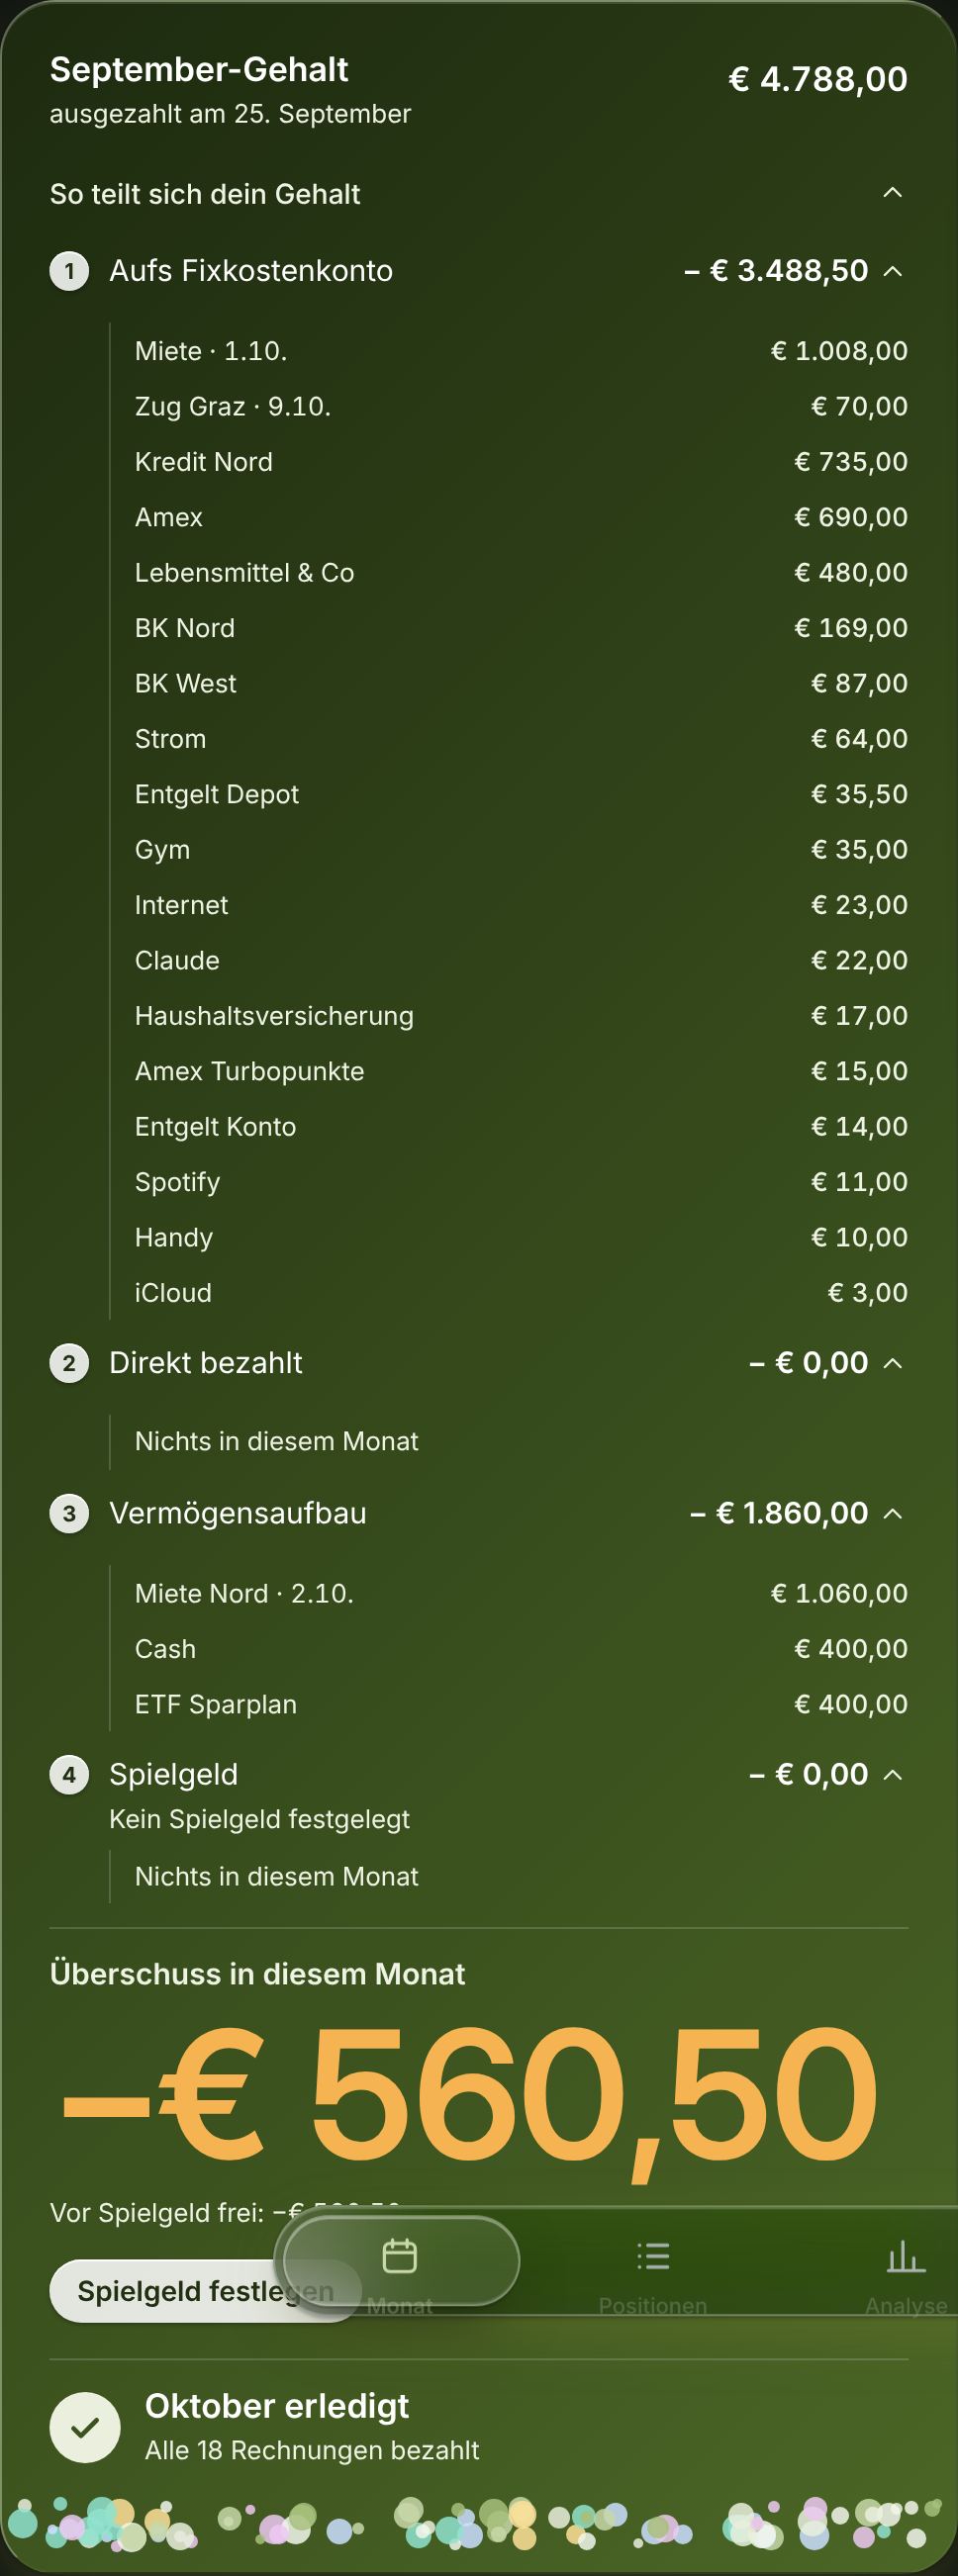 September-Gehalt
€ 4.788,00
ausgezahlt am 25. September
So teilt sich dein Gehalt
1 Aufs Fixkostenkonto – € 3.488,50
Miete · 1.10. € 1.008,00
Zug Graz · 9.10. € 70,00
Kredit Nord € 735,00
Amex € 690,00
Lebensmittel & Co € 480,00
BK Nord € 169,00
BK West € 87,00
Strom € 64,00
Entgelt Depot € 35,50
Gym € 35,00
Internet € 23,00
Claude € 22,00
Haushaltsversicherung € 17,00
Amex Turbopunkte € 15,00
Entgelt Konto € 14,00
Spotify € 11,00
Handy € 10,00
iCloud € 3,00
2 Direkt bezahlt – € 0,00
Nichts in diesem Monat
3 Vermögensaufbau – € 1.860,00
Miete Nord · 2.10. € 1.060,00
Cash € 400,00
ETF Sparplan € 400,00
4 Spielgeld – € 0,00
Kein Spielgeld festgelegt
Nichts in diesem Monat
Überschuss in diesem Monat
–€ 560,50
Vor Spielgeld frei: –€
Spielgeld festlegen
Monat Positionen Analyse
Oktober erledigt
Alle 18 Rechnungen bezahlt